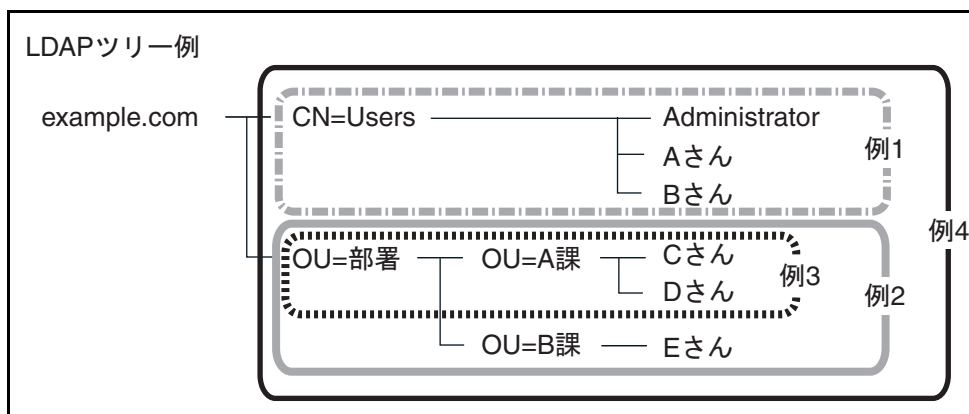 LDAPツリー例
example.com CN=Users Administrator
Aさん 例1
Bさん
例4
OU=部署 OU=A課 Cさん
例3
Dさん 例2
OU=B課 Eさん